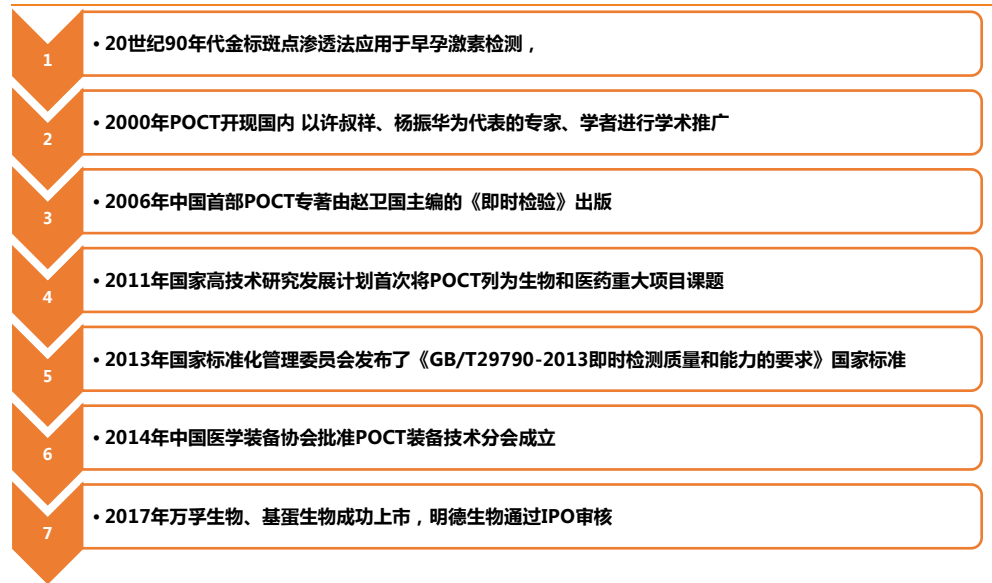 1
• 20世纪90年代金标斑点渗透法应用于早孕激素检测，
2
• 2000年POCT开现国内 以许叔祥、杨振华为代表的专家、学者进行学术推广
3
• 2006年中国首部POCT专著由赵卫国主编的《即时检验》出版
4
• 2011年国家高技术研究发展计划首次将POCT列为生物和医药重大项目课题
5
• 2013年国家标准化管理委员会发布了《GB/T29790-2013即时检测质量和能力的要求》国家标准
6
• 2014年中国医学装备协会批准POCT装备技术分会成立
7
• 2017年万孚生物、基蛋生物成功上市，明德生物通过IPO审核